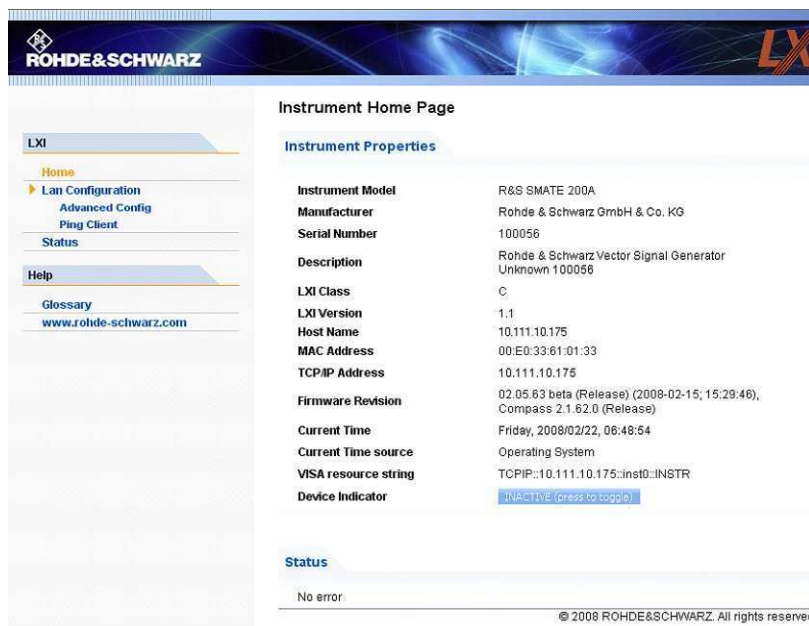 ROHDE&SCHWARZ
LXI
Home
Lan Configuration
Advanced Config
Ping Client
Status
Help
Glossary
www.rohde-schwarz.com
Instrument Home Page
Instrument Properties
Instrument Model R&S SMATE 200A
Manufacturer Rohde & Schwarz GmbH & Co. KG
Serial Number 100056
Description Rohde & Schwarz Vector Signal Generator
Unknown 100056
LXI Class C
LXI Version 1.1
Host Name 10.111.10.175
MAC Address 00:E0:33:61:01:33
TCP/IP Address 10.111.10.175
Firmware Revision 02.05.63 beta (Release) (2008-02-15; 15:29:46),
Compass 2.1.62.0 (Release)
Current Time Friday, 2008/02/22, 06:48:54
Current Time source Operating System
VISA resource string TCPIP::10.111.10.175::inst0::INSTR
Device Indicator INACTIVE (press to toggle)
Status
No error
© 2008 ROHDE&SCHWARZ. All rights reserve